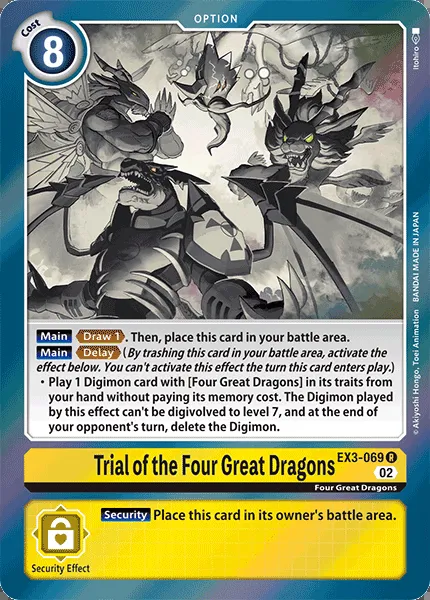 OPTION
Cost
8
Itohiro
© Akiyoshi Hongo, Toei Animation BANDAI MADE IN JAPAN
Main Draw 1. Then, place this card in your battle area.
Main Delay (By trashing this card in your battle area, activate the
effect below. You can't activate this effect the turn this card enters play.)
• Play 1 Digimon card with [Four Great Dragons] in its traits from
your hand without paying its memory cost. The Digimon played
by this effect can't be digivolved to level 7, and at the end of
your opponent's turn, delete the Digimon.
Trial of the Four Great Dragons EX3-069 R
02
Four Great Dragons
Security Place this card in its owner's battle area.
Security Effect